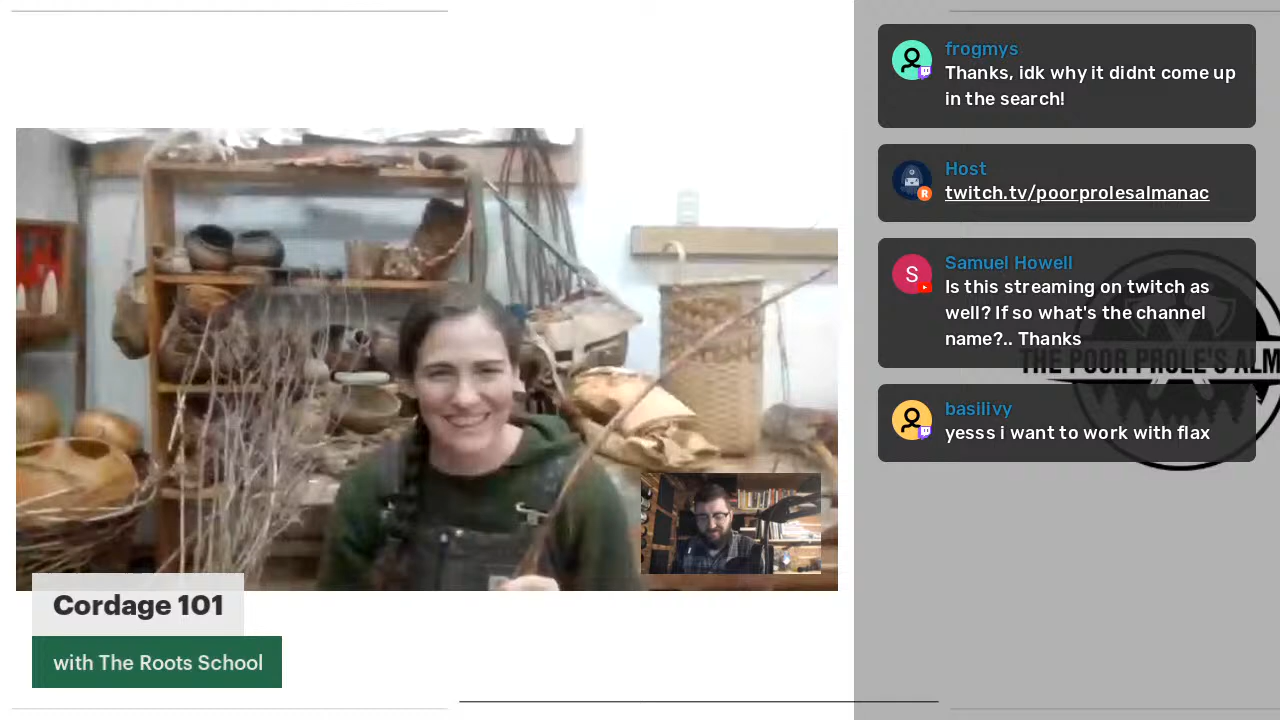 frogmys
Thanks, idk why it didnt come up
in the search!
Host
twitch.tv/poorprolesalmanac
Samuel Howell
Is this streaming on twitch as
well? If so what's the channel
name?.. Thanks
THE POOR PROLE'S ALM
basilivy
yesss i want to work with flax
Cordage 101
with The Roots School